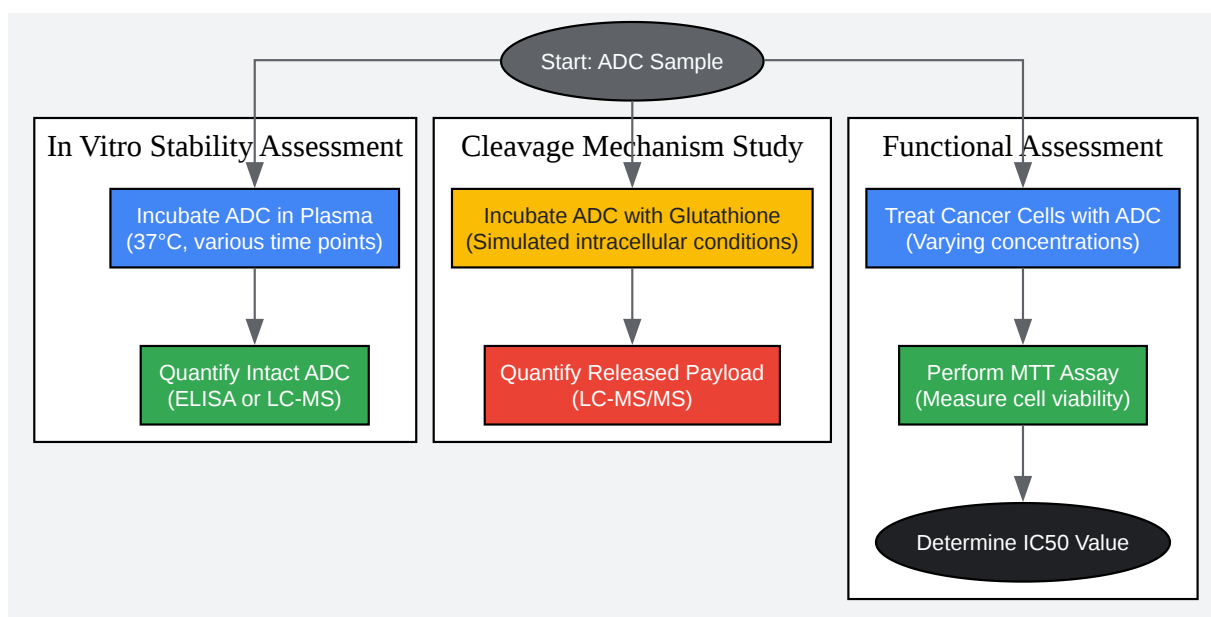 Start: ADC Sample
In Vitro Stability Assessment
Incubate ADC in Plasma
(37°C, various time points)
Quantify Intact ADC
(ELISA or LC-MS)
Cleavage Mechanism Study
Incubate ADC with Glutathione
(Simulated intracellular conditions)
Quantify Released Payload
(LC-MS/MS)
Functional Assessment
Treat Cancer Cells with ADC
(Varying concentrations)
Perform MTT Assay
(Measure cell viability)
Determine IC50 Value